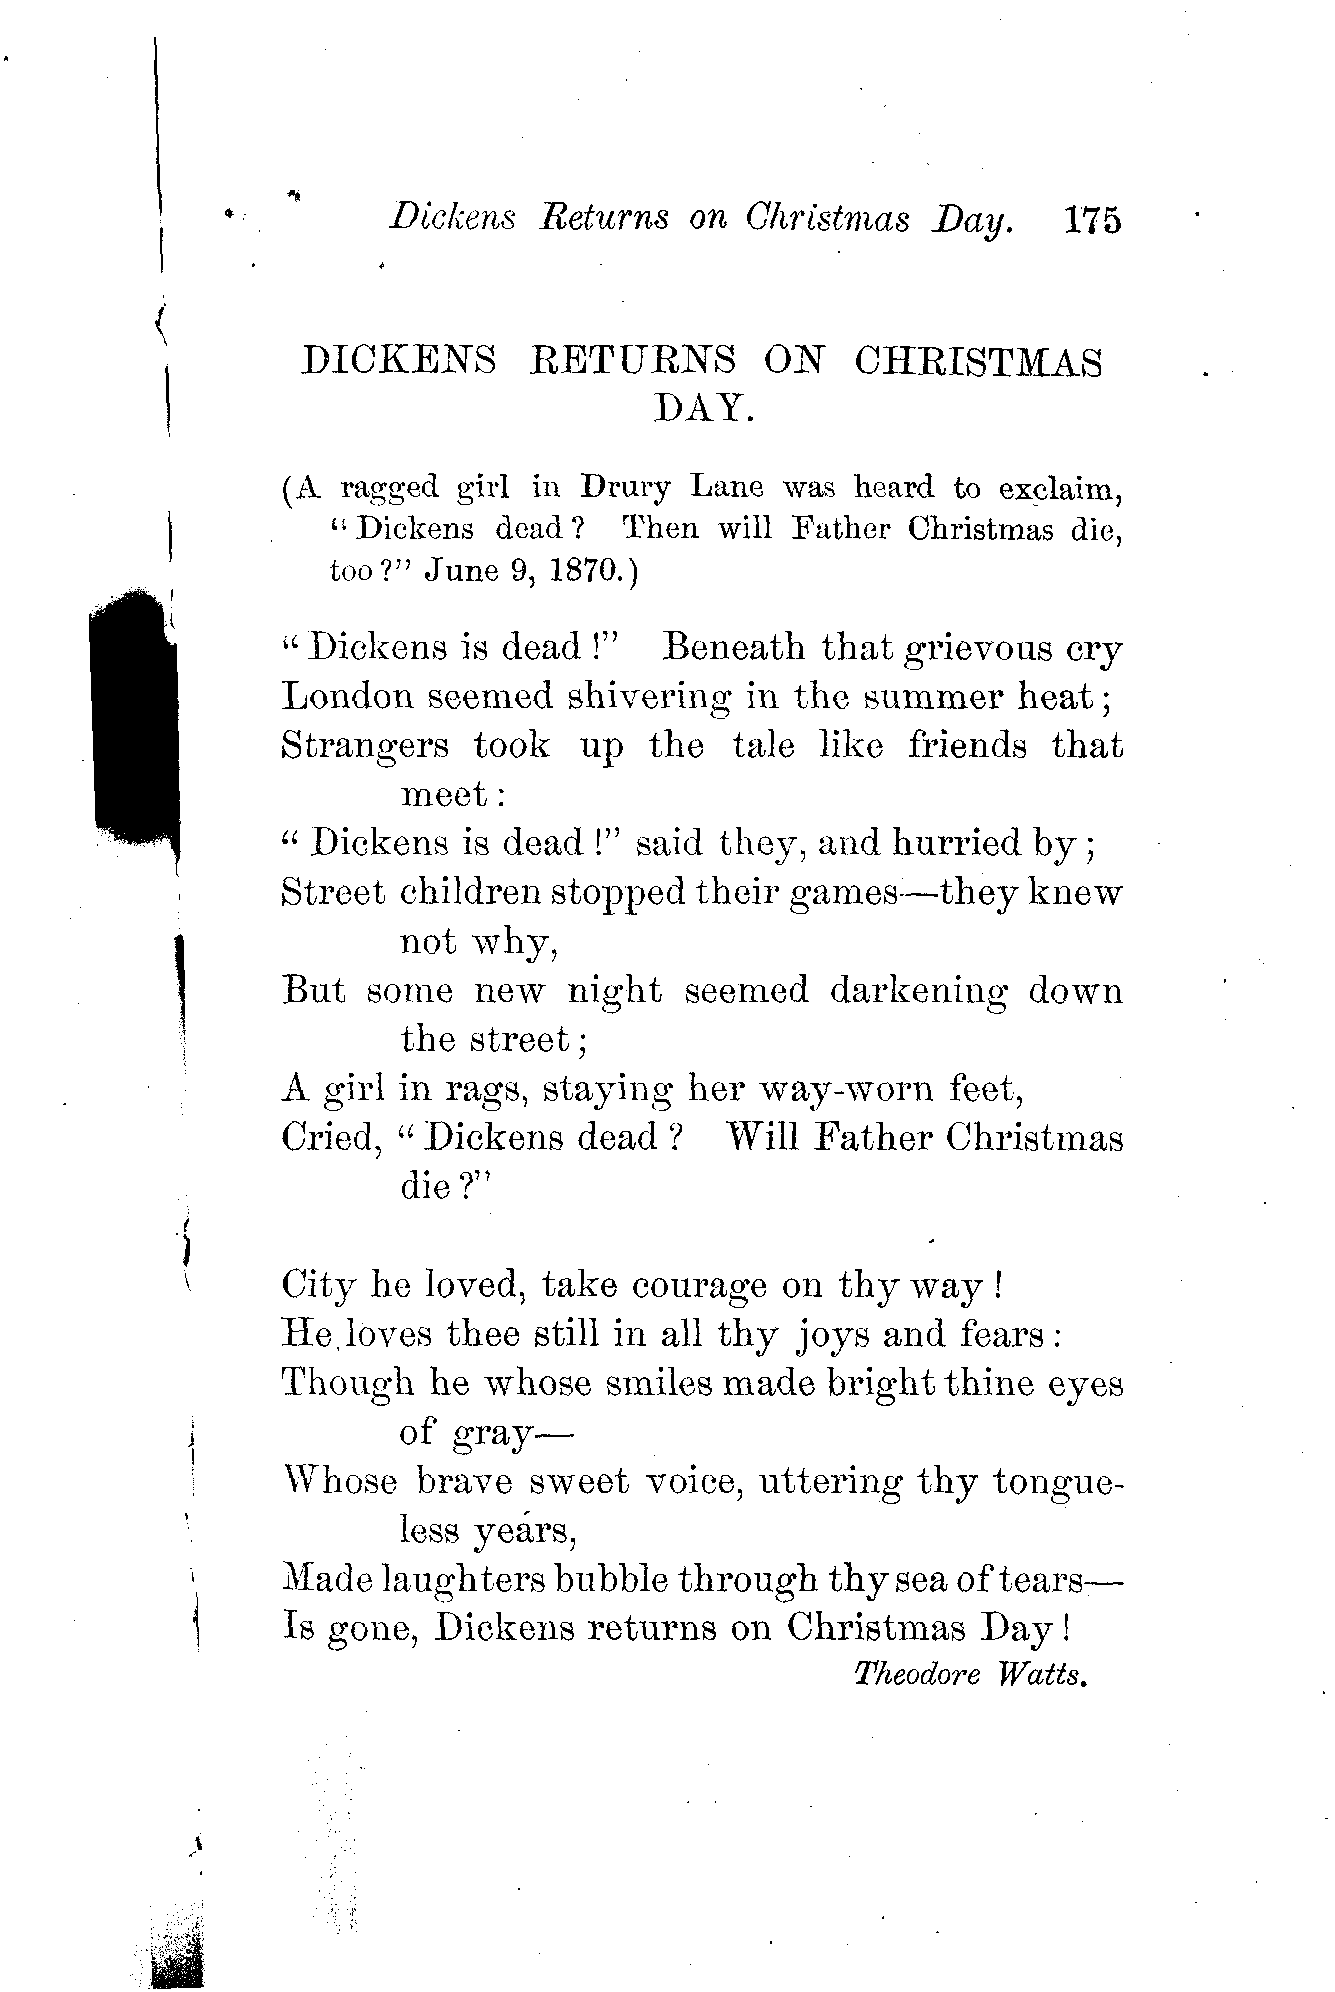 Dickens Returns on Christmas Day. 175
DICKENS RETURNS ON CHRISTMAS
DAY.
(A ragged girl in Drury Lane was heard to exclaim,
“Dickens dead? Then will Father Christmas die,
too?” June 9, 1870.)
“Dickens is dead!” Beneath that grievous cry
London seemed shivering in the summer heat;
Strangers took up the tale like friends that
meet:
“Dickens is dead!” said they, and hurried by;
Street children stopped their games—they knew
not why,
But some new night seemed darkening down
the street;
A girl in rags, staying her way-worn feet,
Cried, “Dickens dead? Will Father Christmas
die?”
City he loved, take courage on thy way!
He loves thee still in all thy joys and fears:
Though he whose smiles made bright thine eyes
of gray—
Whose brave sweet voice, uttering thy tongue-
less years,
Made laughters bubble through thy sea of tears—
Is gone, Dickens returns on Christmas Day!
Theodore Watts.